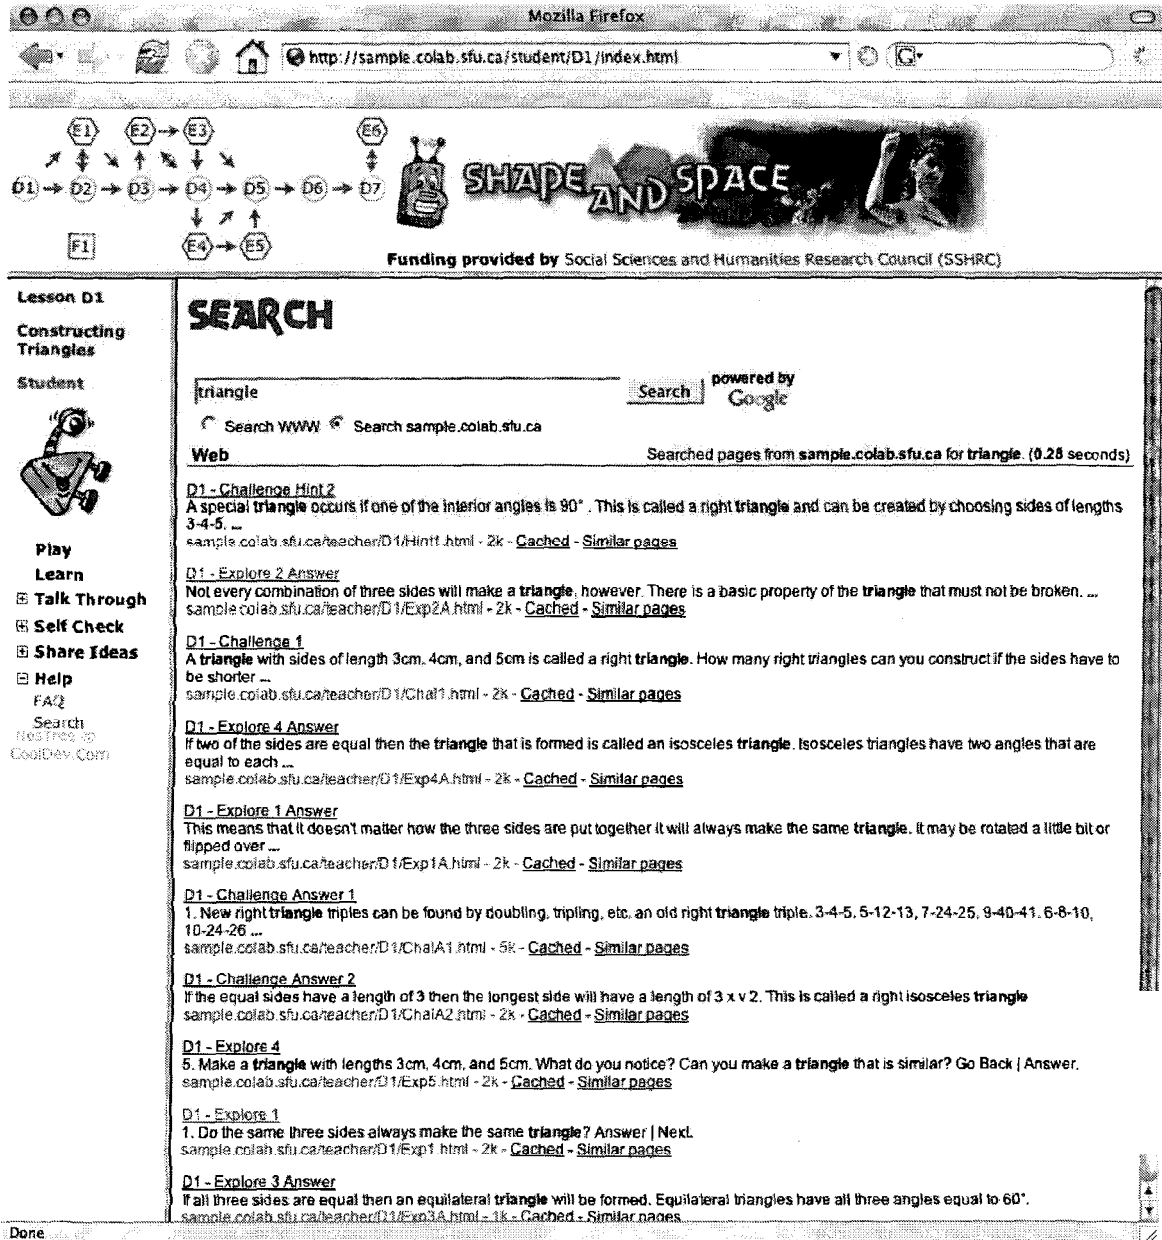 Mozilla Firefox
http://sample.colab.sfu.ca/student/D1/index.html
G
E1 E2 E3 E6
D1 D2 D3 D4 D5 D6 D7
F1 E4 E5
SHAPE AND SPACE
Funding provided by Social Sciences and Humanities Research Council (SSHRC)
Lesson D1
Constructing
Triangles
Student
Play
Learn
Talk Through
Self Check
Share Ideas
Help
FAQ
Search
CoolDev.Com
SEARCH
triangle
Search
powered by
Google
Search WWW Search sample.colab.sfu.ca
Web Searched pages from sample.colab.sfu.ca for triangle. (0.25 seconds)
D1 - Challenge Hint 2
A special triangle occurs if one of the interior angles is 90° . This is called a right triangle and can be created by choosing sides of lengths
3-4-5. ...
sample.colab.sfu.ca/teacher/D1/Hint1.html - 2k - Cached - Similar pages
D1 - Explore 2 Answer
Not every combination of three sides will make a triangle, however. There is a basic property of the triangle that must not be broken. ...
sample.colab.sfu.ca/teacher/D1/Exp2A.html - 2k - Cached - Similar pages
D1 - Challenge 1
A triangle with sides of length 3cm, 4cm, and 5cm is called a right triangle. How many right triangles can you construct if the sides have to
be shorter ...
sample.colab.sfu.ca/teacher/D1/Chal1.html - 2k - Cached - Similar pages
D1 - Explore 4 Answer
If two of the sides are equal then the triangle that is formed is called an isosceles triangle. Isosceles triangles have two angles that are
equal to each ...
sample.colab.sfu.ca/teacher/D1/Exp4A.html - 2k - Cached - Similar pages
D1 - Explore 1 Answer
This means that it doesn't matter how the three sides are put together it will always make the same triangle. It may be rotated a little bit or
flipped over ...
sample.colab.sfu.ca/teacher/D1/Exp1A.html - 2k - Cached - Similar pages
D1 - Challenge Answer 1
1. New right triangle triples can be found by doubling, tripling, etc. an old right triangle triple. 3-4-5, 5-12-13, 7-24-25, 9-40-41. 6-8-10,
10-24-26 ...
sample.colab.sfu.ca/teacher/D1/ChalA1.html - 5k - Cached - Similar pages
D1 - Challenge Answer 2
If the equal sides have a length of 3 then the longest side will have a length of 3 x v 2. This is called a right isosceles triangle
sample.colab.sfu.ca/teacher/D1/ChalA2.html - 2k - Cached - Similar pages
D1 - Explore 4
5. Make a triangle with lengths 3cm, 4cm, and 5cm. What do you notice? Can you make a triangle that is similar? Go Back | Answer.
sample.colab.sfu.ca/teacher/D1/Exp5.html - 2k - Cached - Similar pages
D1 - Explore 1
1. Do the same three sides always make the same triangle? Answer | Next.
sample.colab.sfu.ca/teacher/D1/Exp1.html - 2k - Cached - Similar pages
D1 - Explore 3 Answer
If all three sides are equal then an equilateral triangle will be formed. Equilateral triangles have all three angles equal to 60°.
sample.colab.sfu.ca/teacher/D1/Exp3A.html - 1k - Cached - Similar pages
Done